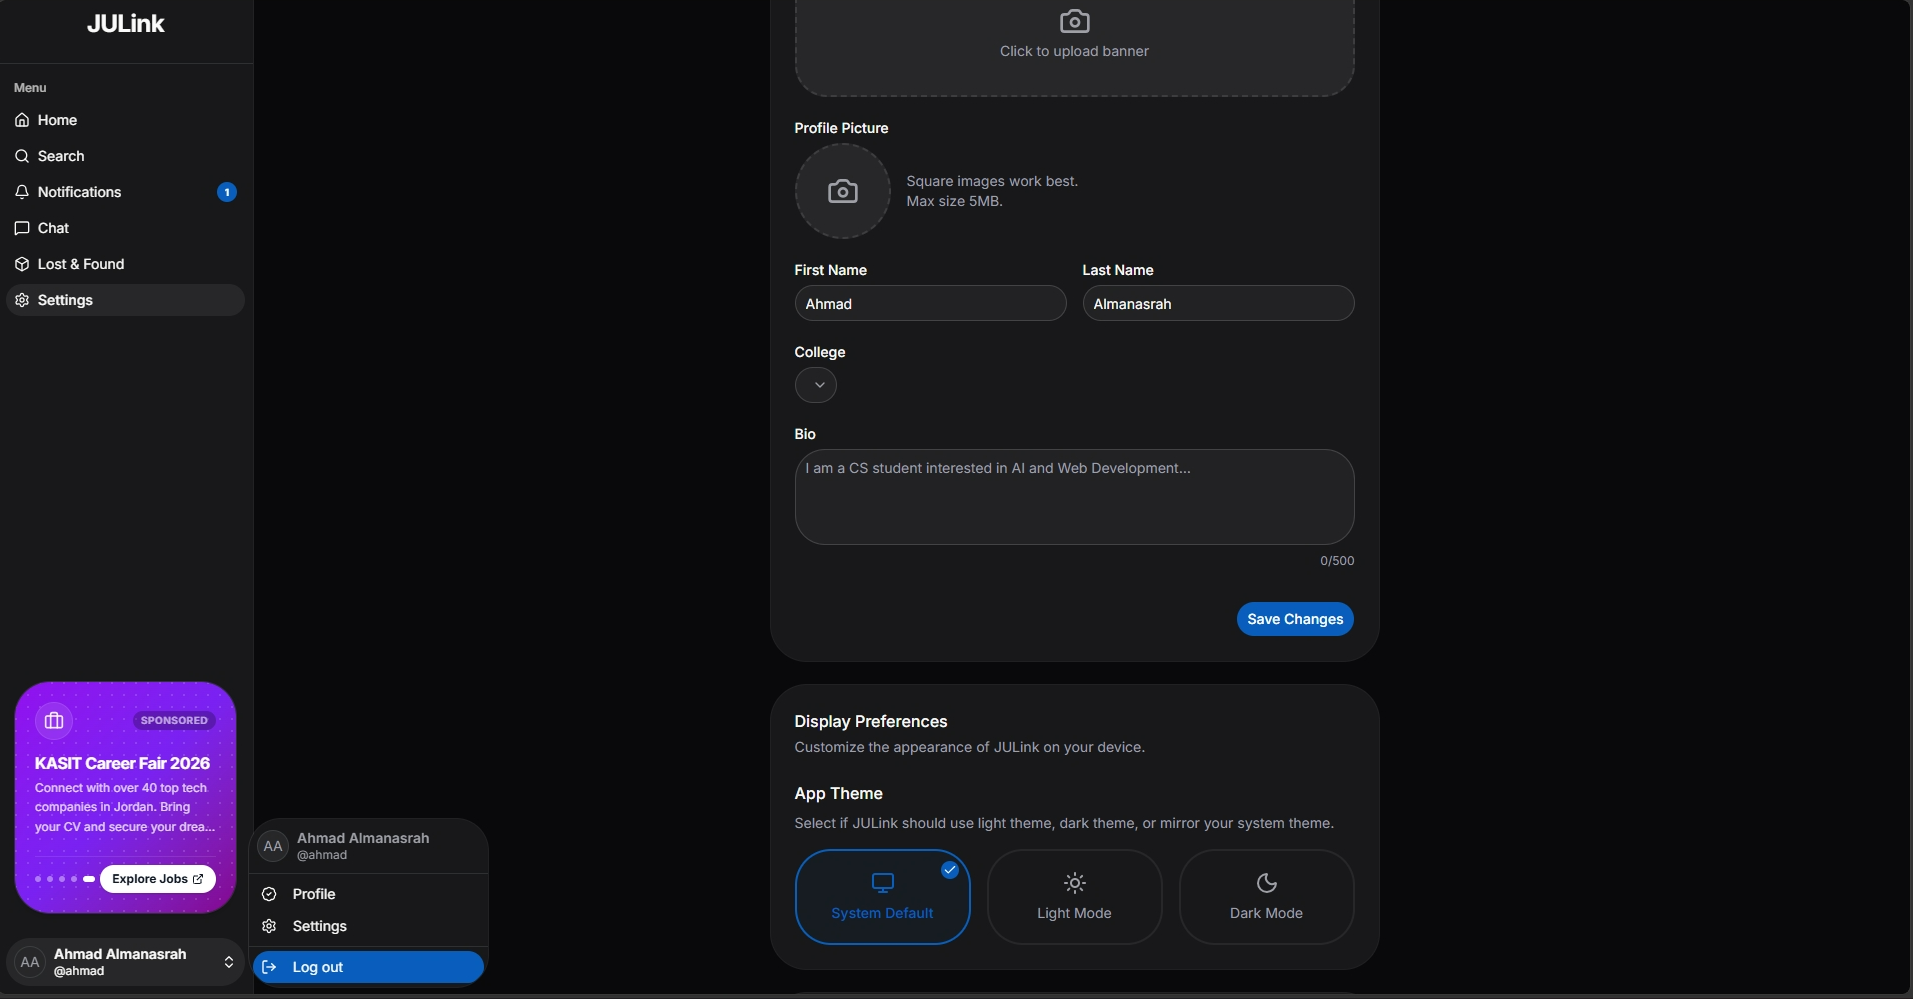 JULink
Menu
Home
Search
Notifications
1
Chat
Lost & Found
Settings
SPONSORED
KASIT Career Fair 2026
Connect with over 40 top tech
companies in Jordan. Bring
your CV and secure your drea...
Explore Jobs
AA
Ahmad Almanasrah
@ahmad
AA
Ahmad Almanasrah
@ahmad
Profile
Settings
Log out
Click to upload banner
Profile Picture
Square images work best.
Max size 5MB.
First Name
Last Name
Ahmad
Almanasrah
College
Bio
I am a CS student interested in AI and Web Development...
0/500
Save Changes
Display Preferences
Customize the appearance of JULink on your device.
App Theme
Select if JULink should use light theme, dark theme, or mirror your system theme.
System Default
Light Mode
Dark Mode